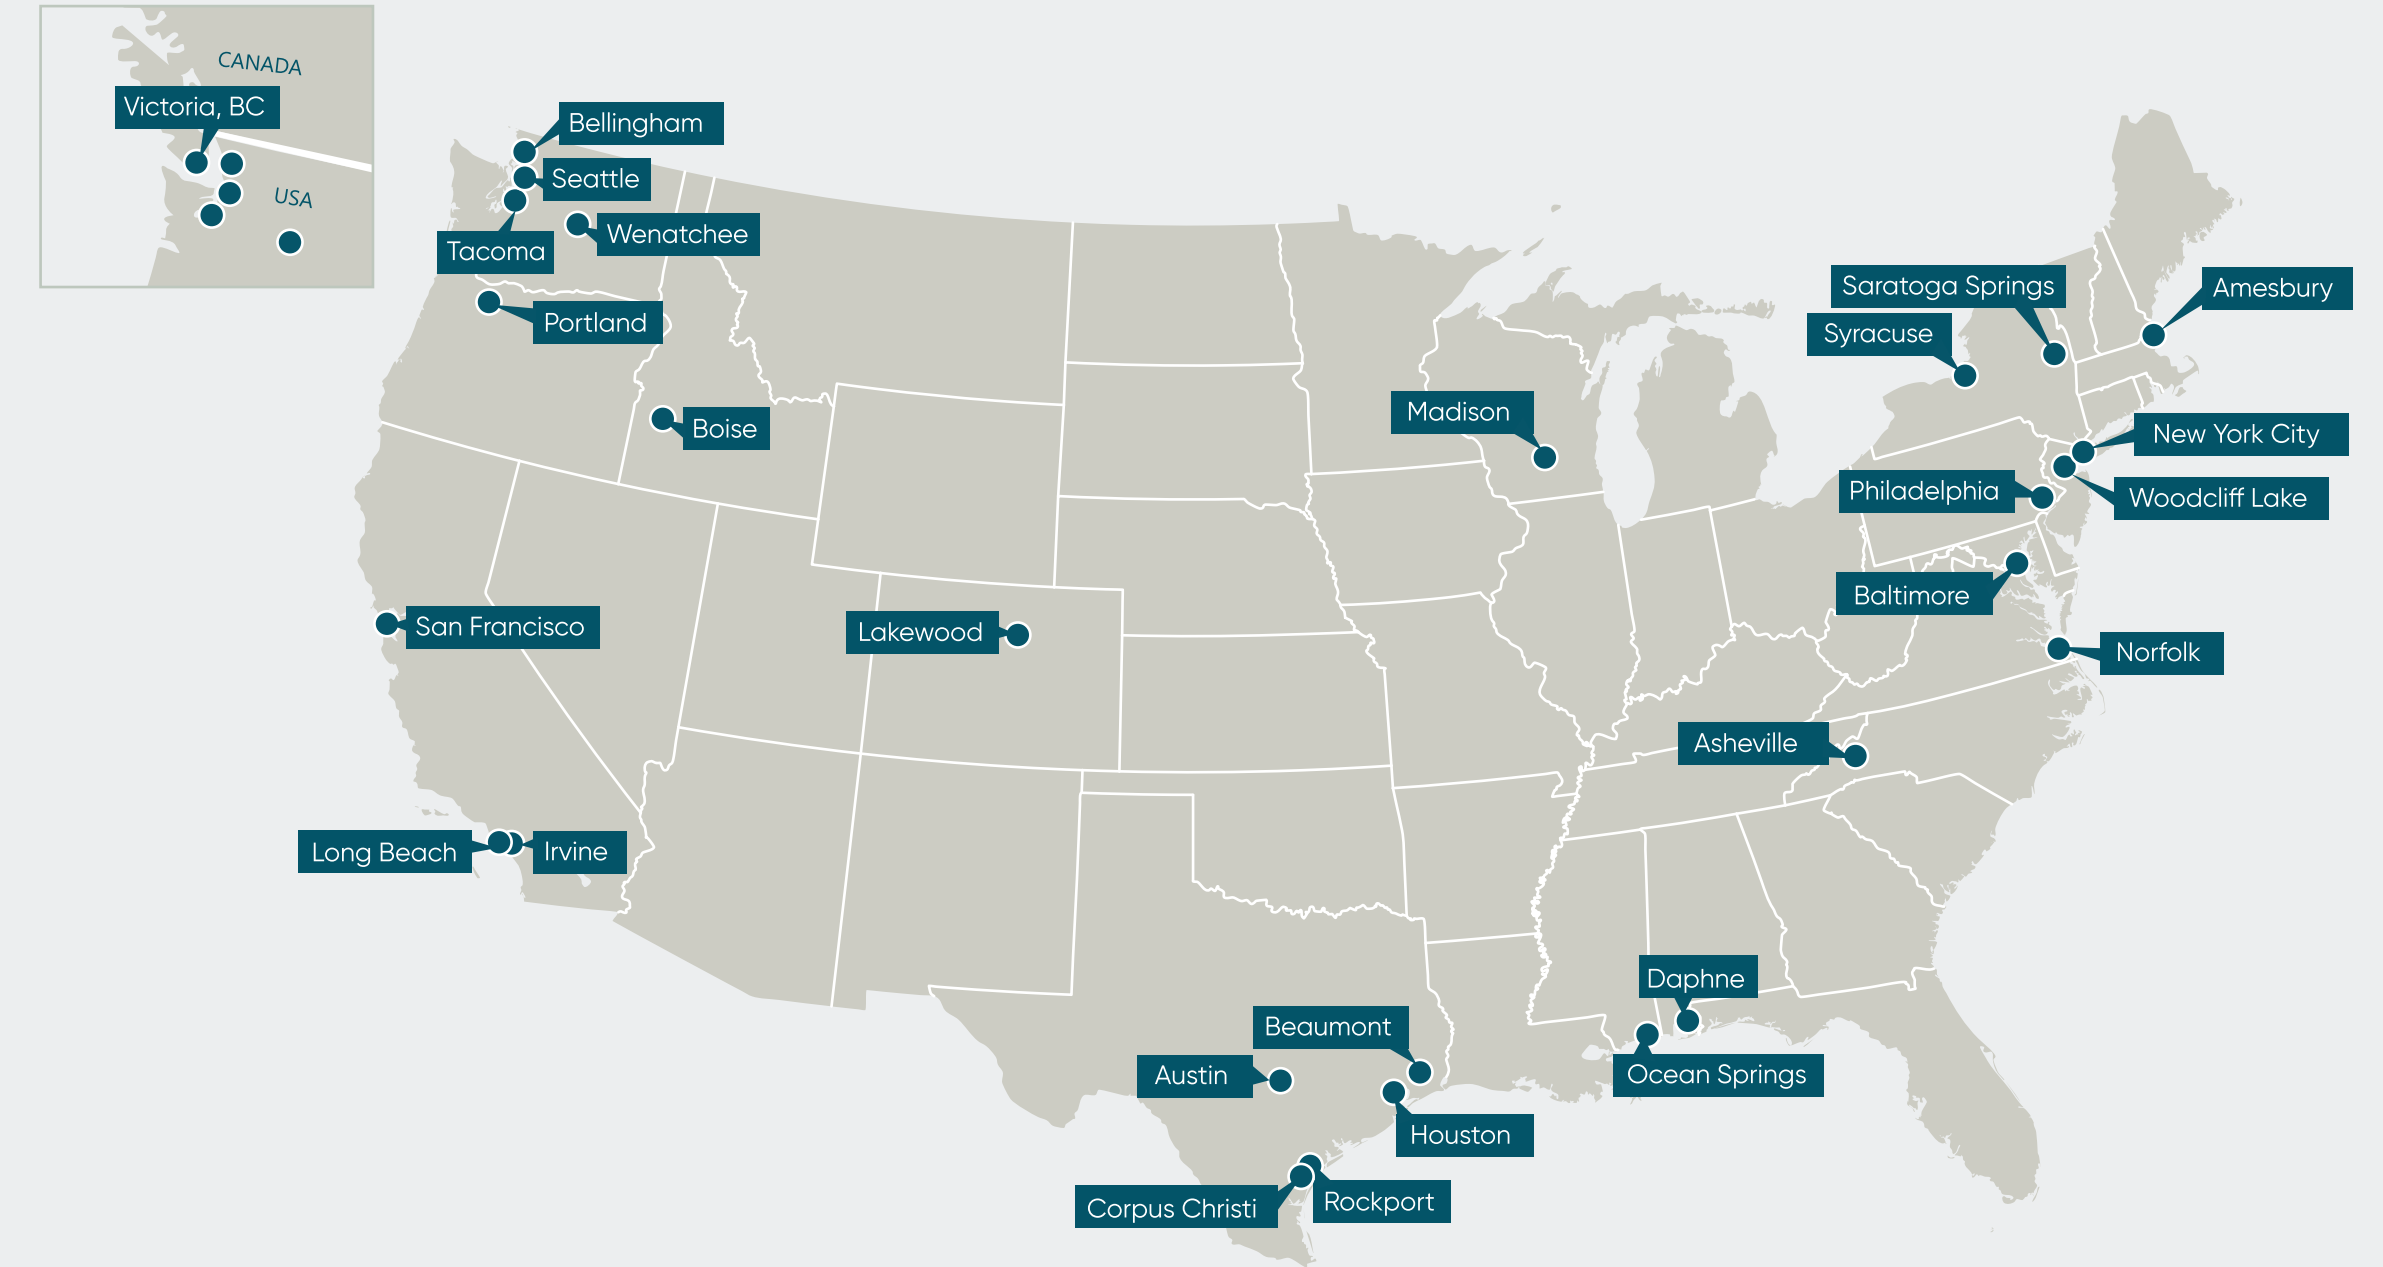 CANADA
Victoria, BC
USA
Bellingham
Seattle
Tacoma
Wenatchee
Portland
Boise
San Francisco
Long Beach
Irvine
Lakewood
Madison
Saratoga Springs
Amesbury
Syracuse
New York City
Philadelphia
Woodcliff Lake
Baltimore
Norfolk
Asheville
Daphne
Ocean Springs
Beaumont
Austin
Houston
Corpus Christi
Rockport